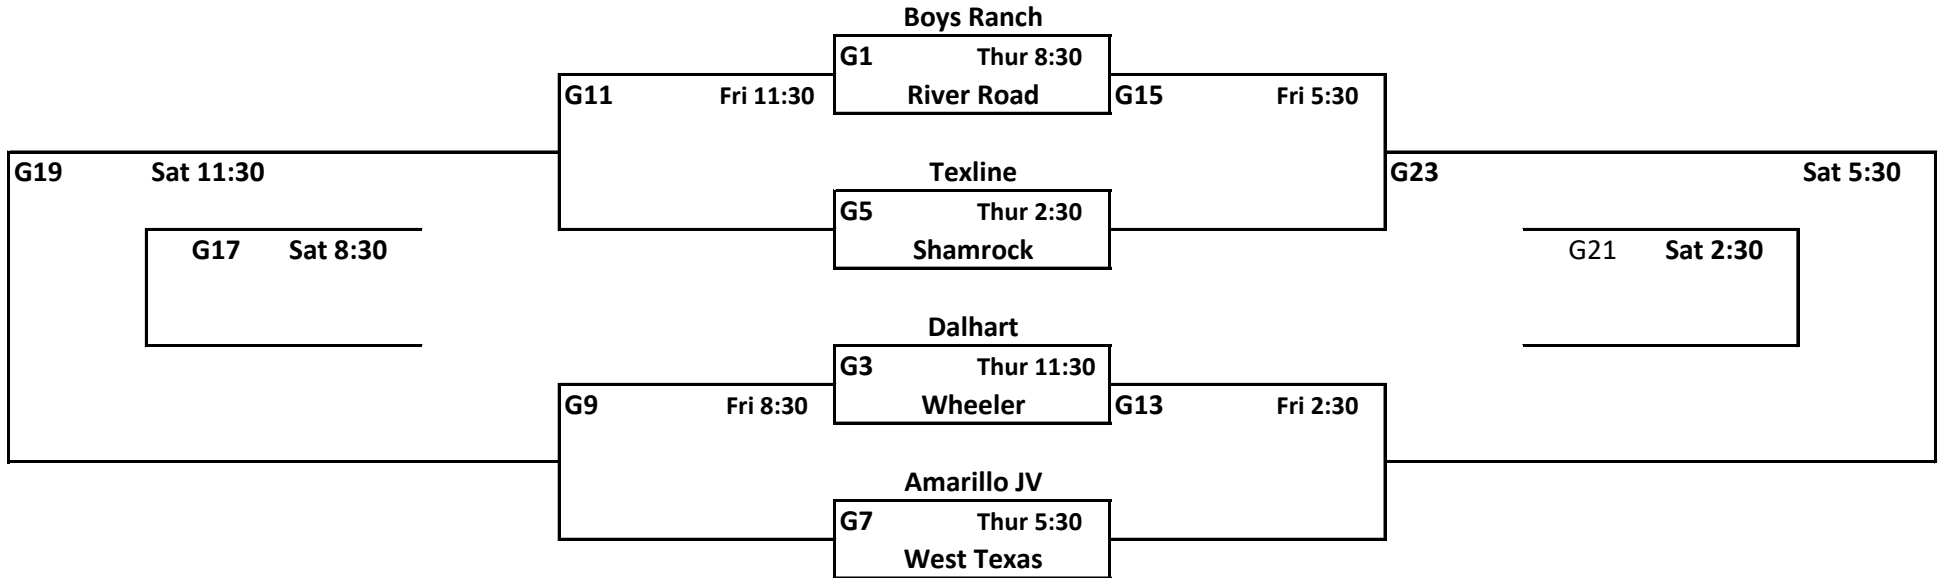 Boys Ranch
G1 Thur 8:30
G11 Fri 11:30 River Road G15 Fri 5:30
G19 Sat 11:30 Texline G23 Sat 5:30
G5 Thur 2:30
G17 Sat 8:30 Shamrock G21 Sat 2:30
Dalhart
G3 Thur 11:30
G9 Fri 8:30 Wheeler G13 Fri 2:30
Amarillo JV
G7 Thur 5:30
West Texas